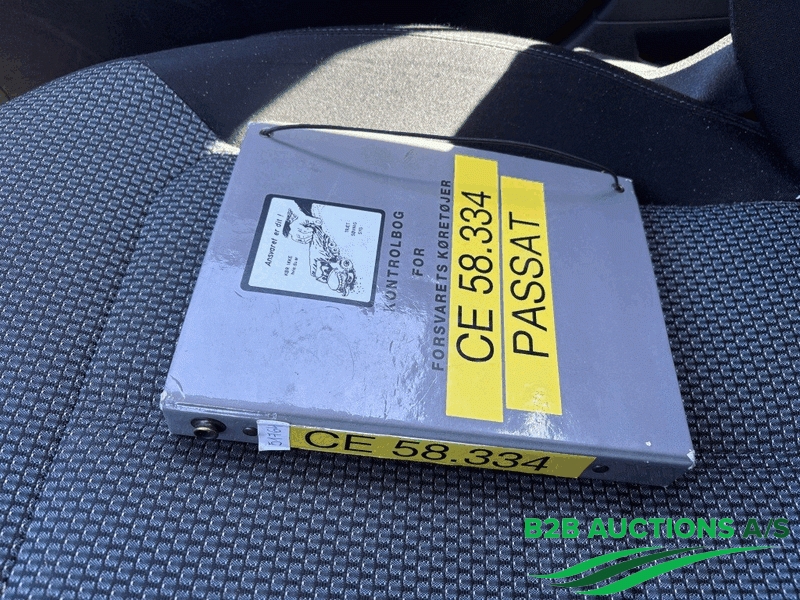 Ansvaret er dit !
KONTROLBOG
FOR
FORSVARETS KØRETØJER
CE 58.334
PASSAT
CE 58.334
B2B AUCTIONS A/S